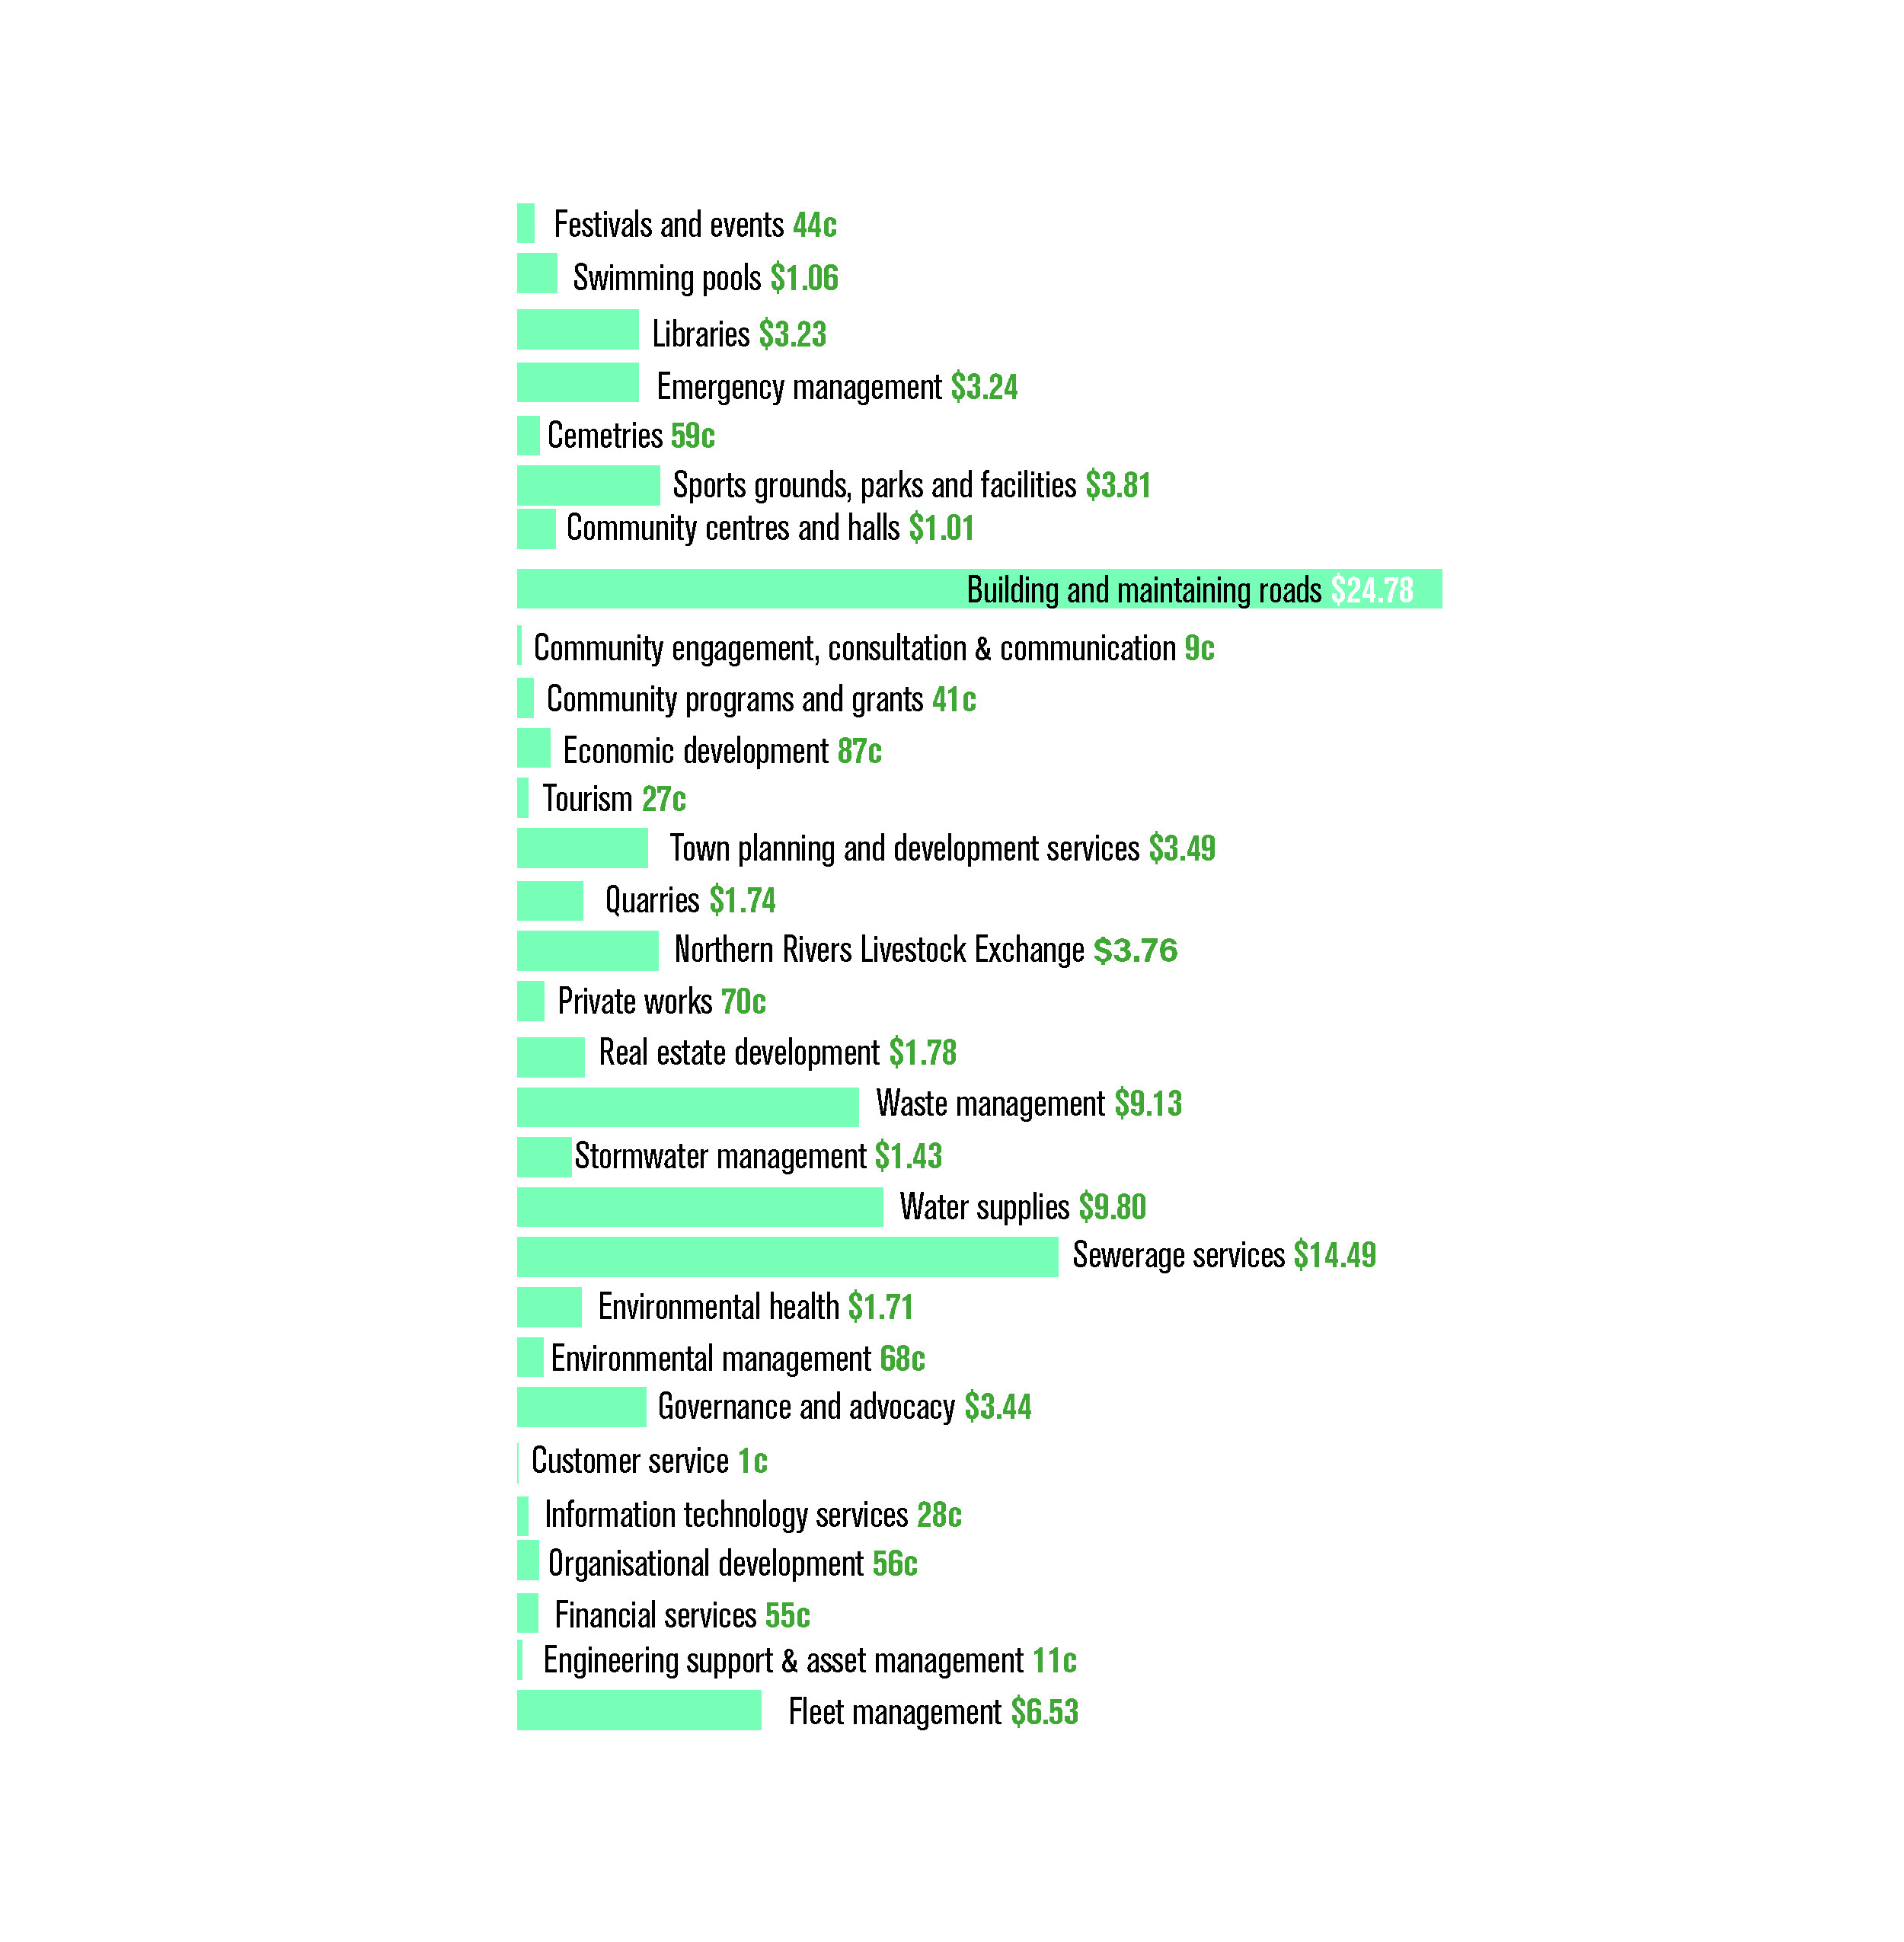 Festivals and events 44c
Swimming pools $1.06
Libraries $3.23
Emergency management $3.24
Cemetries 59c
Sports grounds, parks and facilities $3.81
Community centres and halls $1.01
Building and maintaining roads $24.78
Community engagement, consultation & communication 9c
Community programs and grants 41c
Economic development 87c
Tourism 27c
Town planning and development services $3.49
Quarries $1.74
Northern Rivers Livestock Exchange $3.76
Private works 70c
Real estate development $1.78
Waste management $9.13
Stormwater management $1.43
Water supplies $9.80
Sewerage services $14.49
Environmental health $1.71
Environmental management 68c
Governance and advocacy $3.44
Customer service 1c
Information technology services 28c
Organisational development 56c
Financial services 55c
Engineering support & asset management 11c
Fleet management $6.53